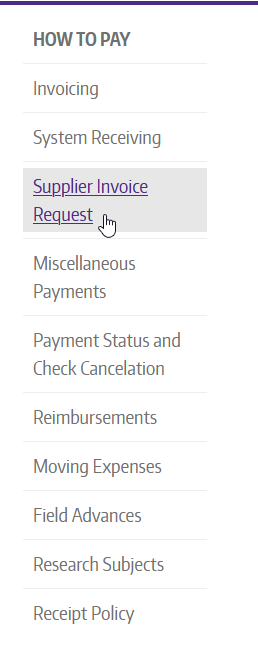 HOW TO PAY
Invoicing
System Receiving
Supplier Invoice
Request
Miscellaneous
Payments
Payment Status and
Check Cancelation
Reimbursements
Moving Expenses
Field Advances
Research Subjects
Receipt Policy